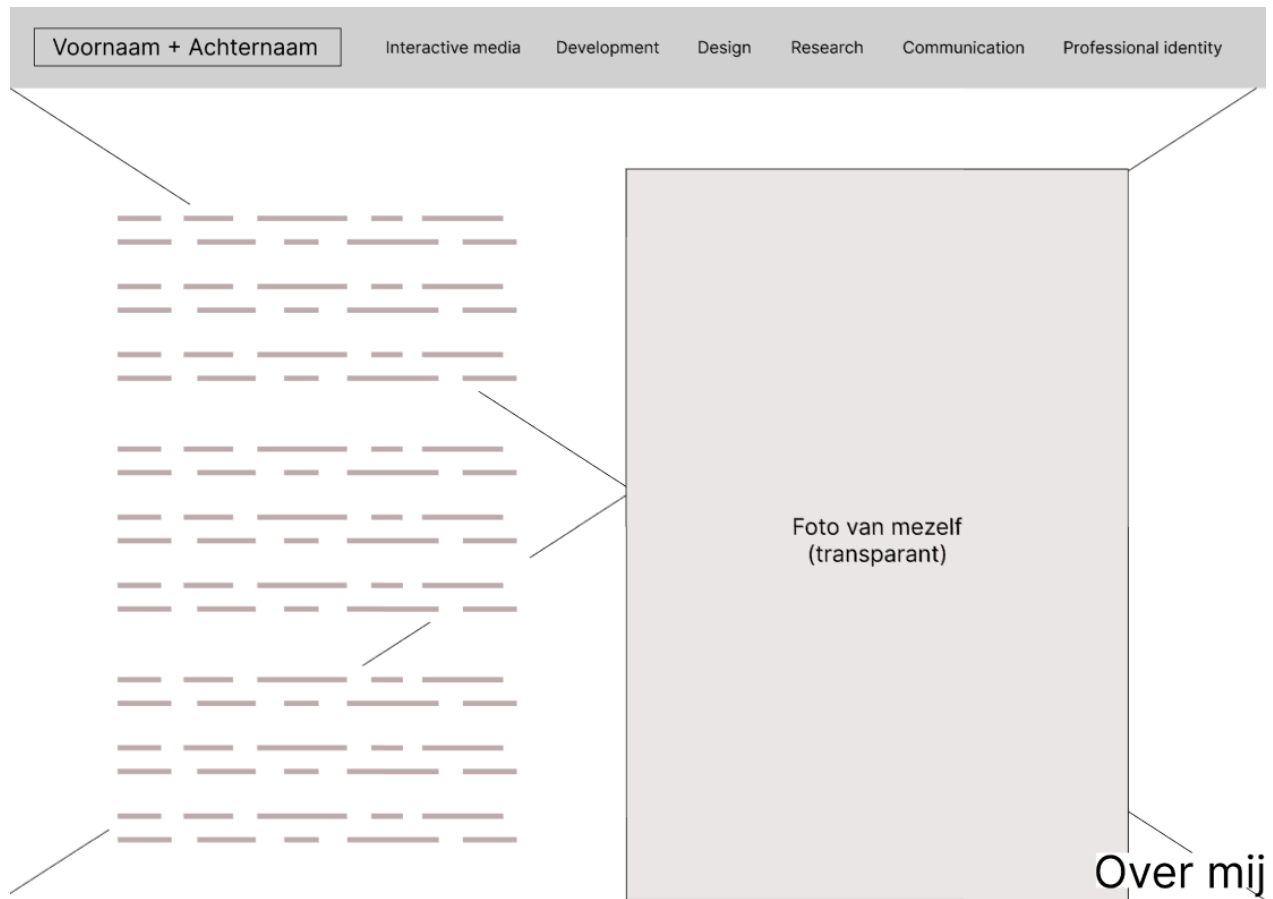 Voornaam + Achternaam
Interactive media
Development
Design
Research
Communication
Professional identity
Foto van mezelf
(transparant)
Over mij